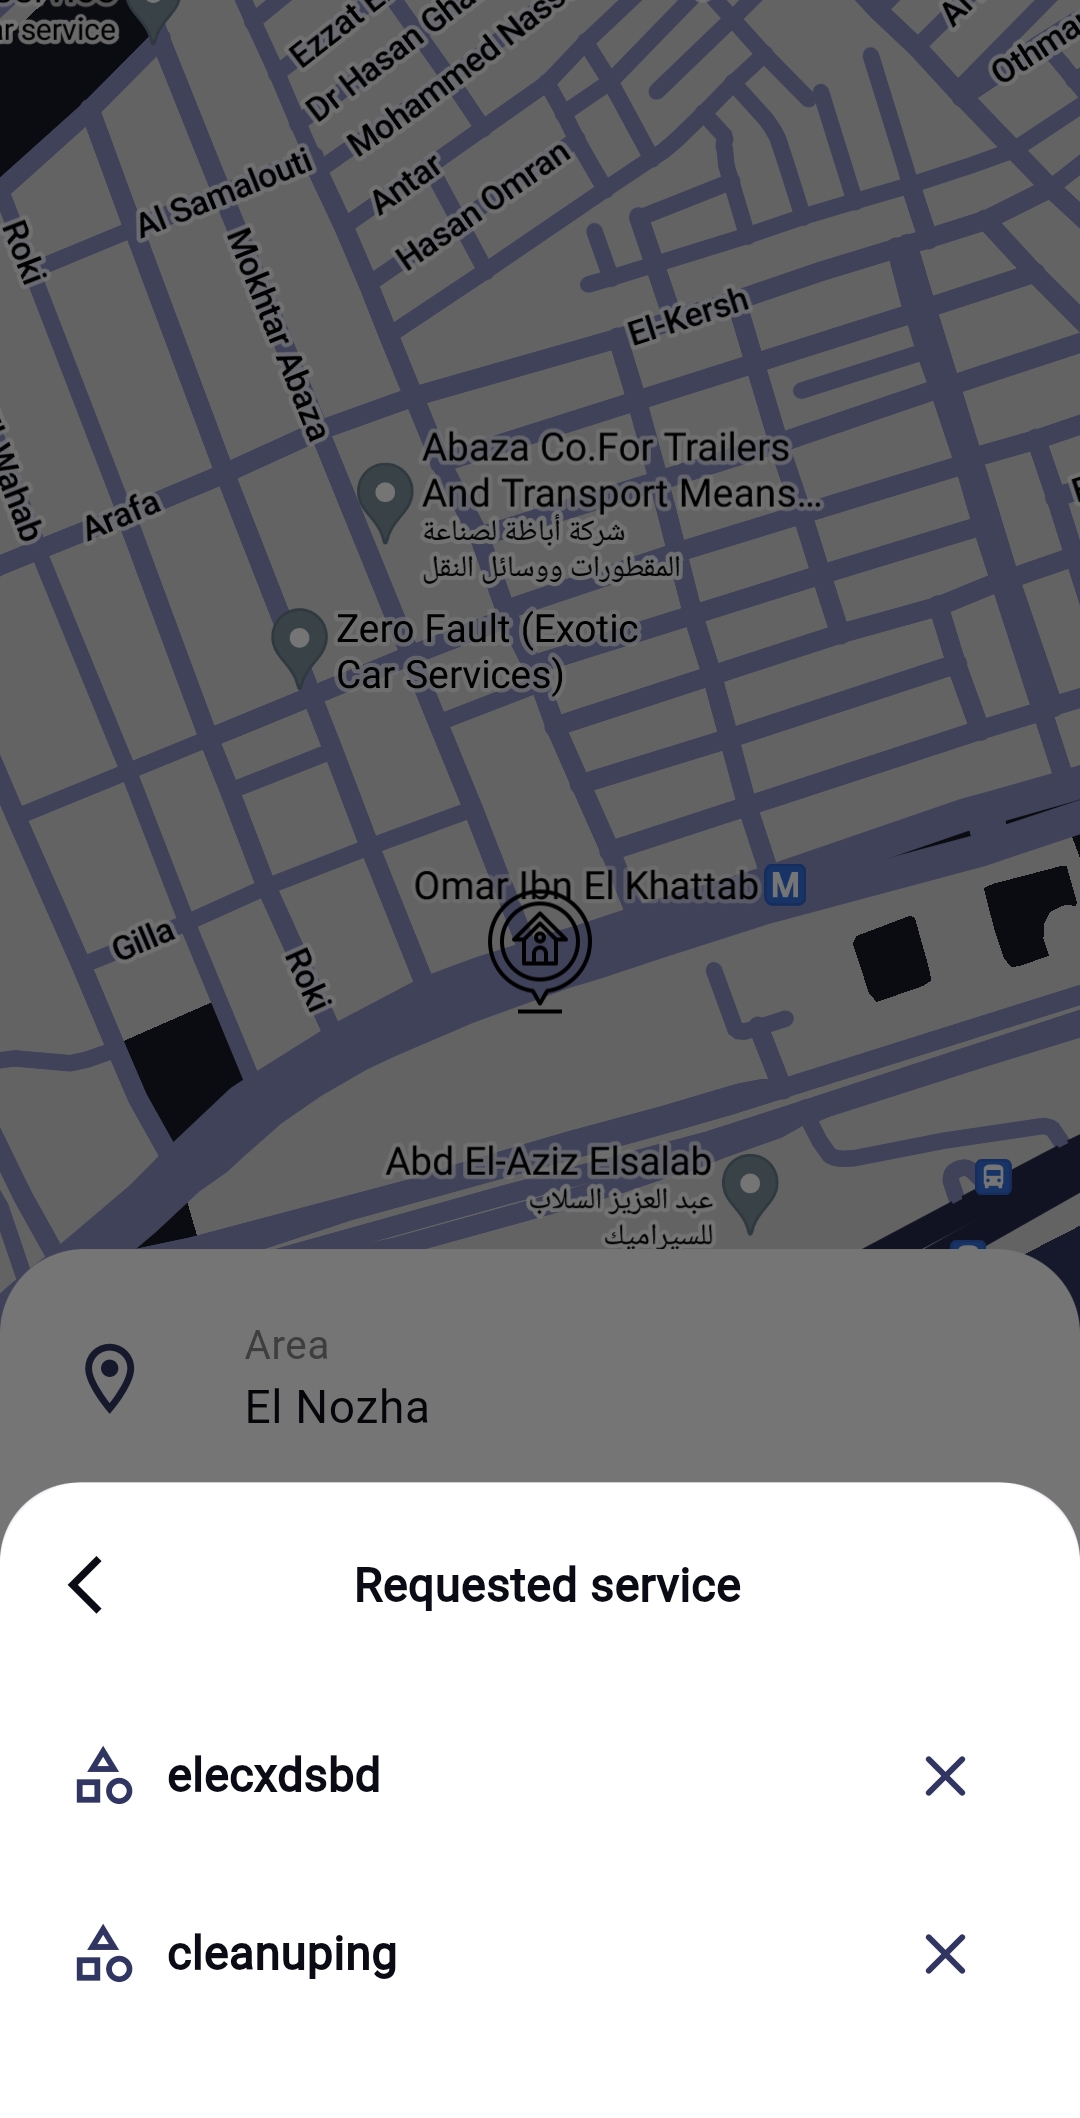 ar service
Ezzat E
Dr Hasan Gha
Mohammed Nass
Othma
Al Samalouti
Antar
Hasan Omran
Roki
Mokhtar Abaza
El-Kersh
Wahab
Arafa
Abaza Co.For Trailers
And Transport Means...
شركة أباظة لصناعة
المقطورات ووسائل النقل
Zero Fault (Exotic
Car Services)
Omar Ibn El Khattab M
Gilla
Roki
Abd El-Aziz Elsalab
عبد العزيز السلاب
للسيراميك
Area
El Nozha
Requested service
elecxdsbd
cleanuping